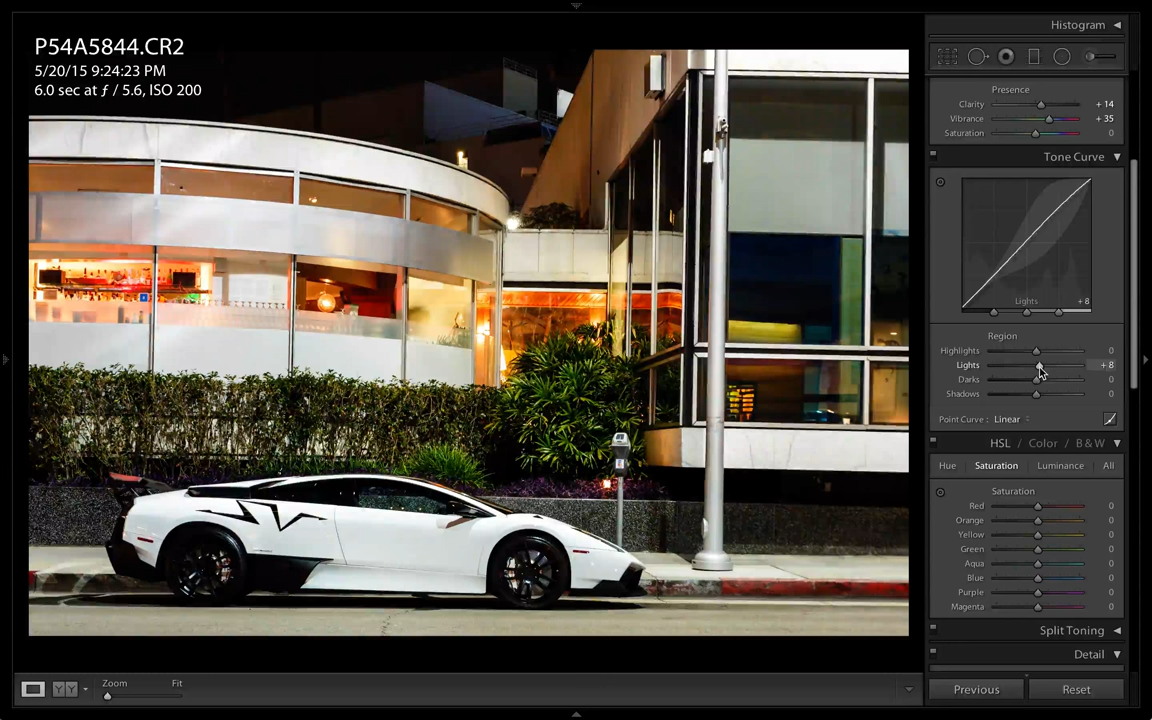 P54A5844.CR2
5/20/15 9:24:23 PM
6.0 sec at ƒ / 5.6, ISO 200
Histogram
Presence
Clarity + 14
Vibrance + 35
Saturation 0
Tone Curve
Lights + 8
Region
Highlights 0
Lights + 8
Darks 0
Shadows 0
Point Curve : Linear
HSL / Color / B & W
Hue Saturation Luminance All
Saturation
Red 0
Orange 0
Yellow 0
Green 0
Aqua 0
Blue 0
Purple 0
Magenta 0
Split Toning
Detail
Zoom Fit
Y Y
Previous Reset